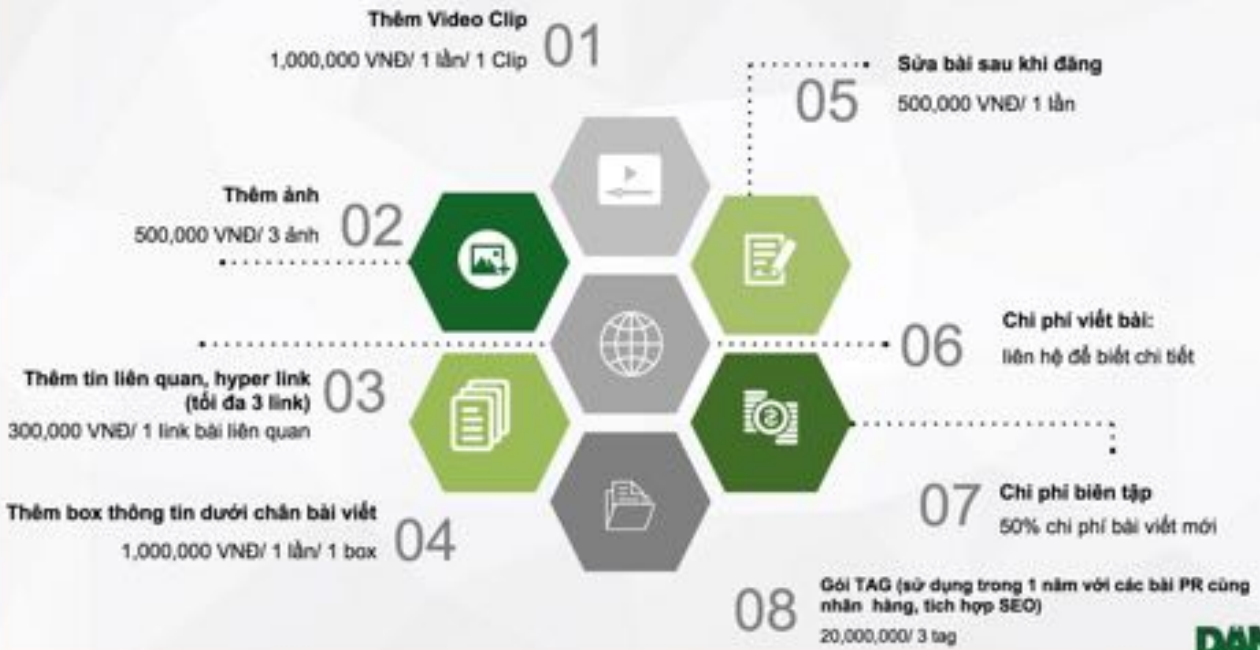 Thêm Video Clip
1,000,000 VNĐ/ 1 lần/ 1 Clip
01
Thêm ảnh
500,000 VNĐ/ 3 ảnh
02
Thêm tin liên quan, hyper link
(tối đa 3 link)
300,000 VNĐ/ 1 link bài liên quan
03
Thêm box thông tin dưới chân bài viết
1,000,000 VNĐ/ 1 lần/ 1 box
04
05
Sửa bài sau khi đăng
500,000 VNĐ/ 1 lần
06
Chi phí viết bài:
liên hệ để biết chi tiết
07
Chi phí biên tập
50% chi phí bài viết mới
08
Gói TAG (sử dụng trong 1 năm với các bài PR cùng
nhãn hàng, tích hợp SEO)
20,000,000/ 3 tag